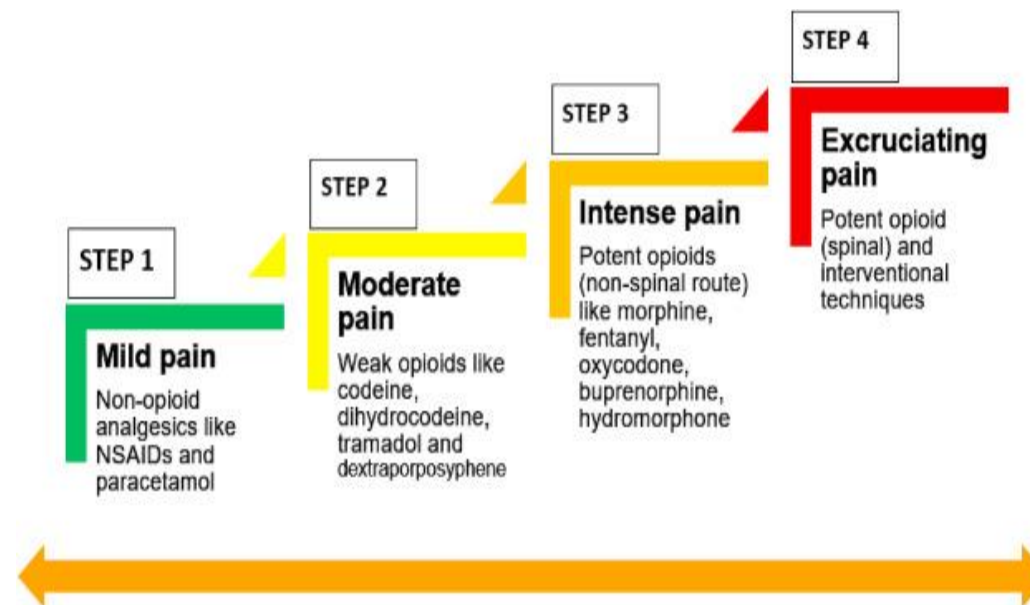 STEP 1
Mild pain
Non-opioid
analgesics like
NSAIDs and
paracetamol
STEP 2
Moderate
pain
Weak opioids like
codeine,
dihydrocodeine,
tramadol and
dextraporposyphene
STEP 3
Intense pain
Potent opioids
(non-spinal route)
like morphine,
fentanyl,
oxycodone,
buprenorphine,
hydromorphone
STEP 4
Excruciating
pain
Potent opioid
(spinal) and
interventional
techniques